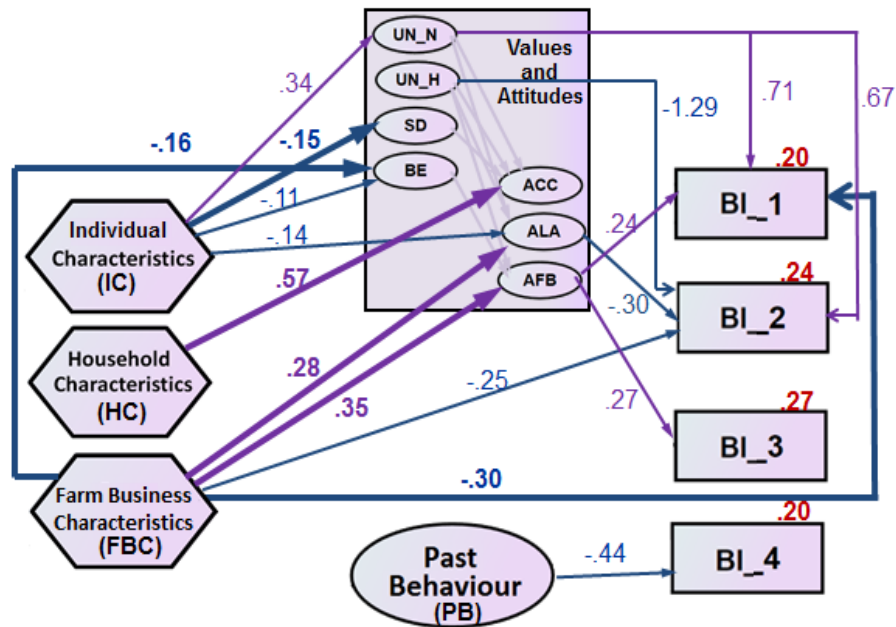 UN_N
Values
and
Attitudes
UN_H
SD
BE
ACC
ALA
AFB
.34
-.16
-.15
-.11
-.14
.57
.28
.35
-.25
-.30
.24
-.30
.27
-1.29
.71
.67
Individual
Characteristics
(IC)
Household
Characteristics
(HC)
Farm Business
Characteristics
(FBC)
.20
BI_1
.24
BI_2
.27
BI_3
.20
BI_4
Past
Behaviour
(PB)
-.44